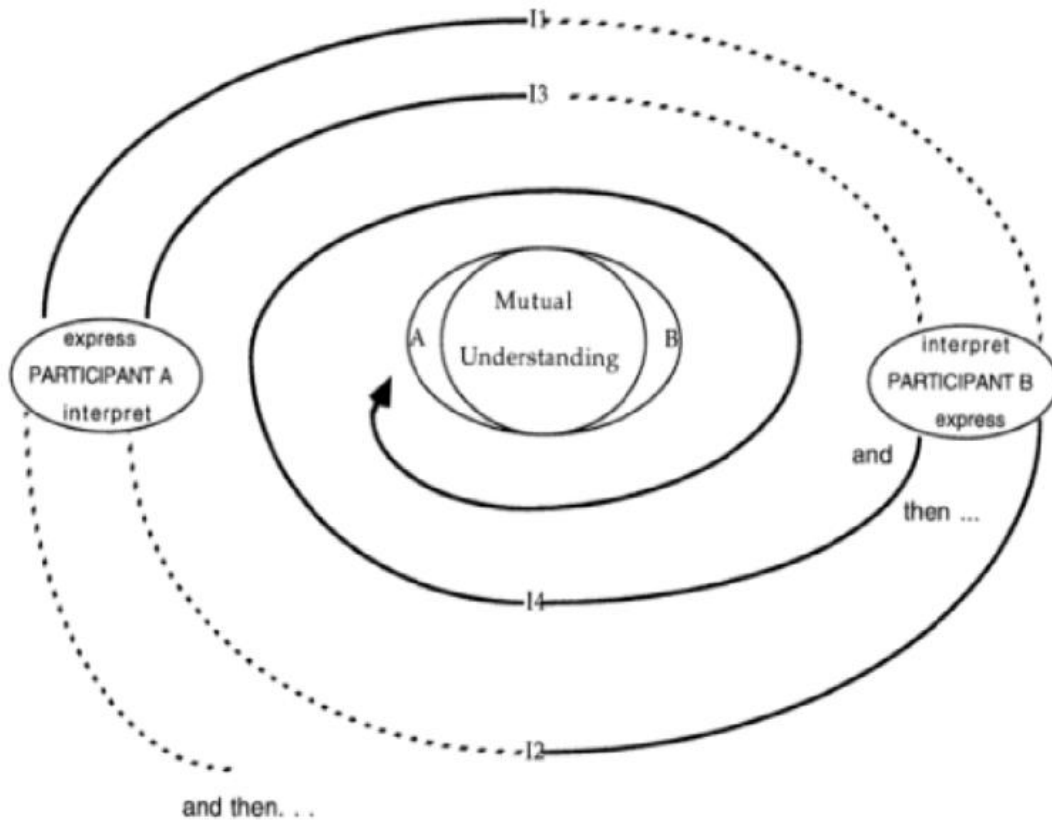 I1
I3
Mutual
A
B
Understanding
express
PARTICIPANT A
interpret
interpret
PARTICIPANT B
express
and
then ...
I4
I2
and then. . .